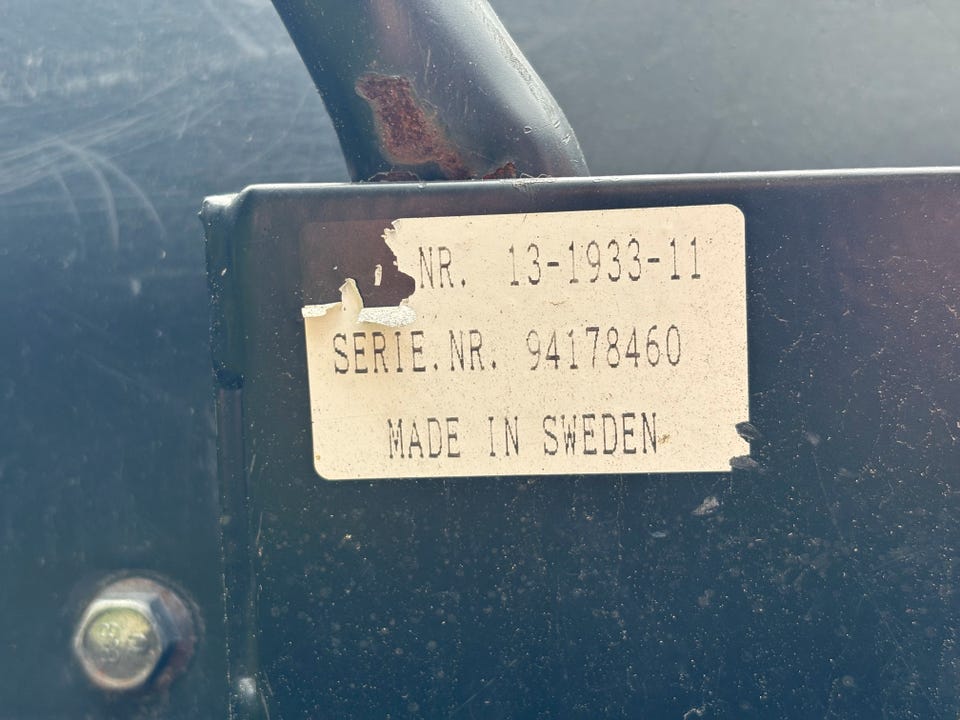 NR. 13-1933-11
SERIE.NR. 94178460
MADE IN SWEDEN